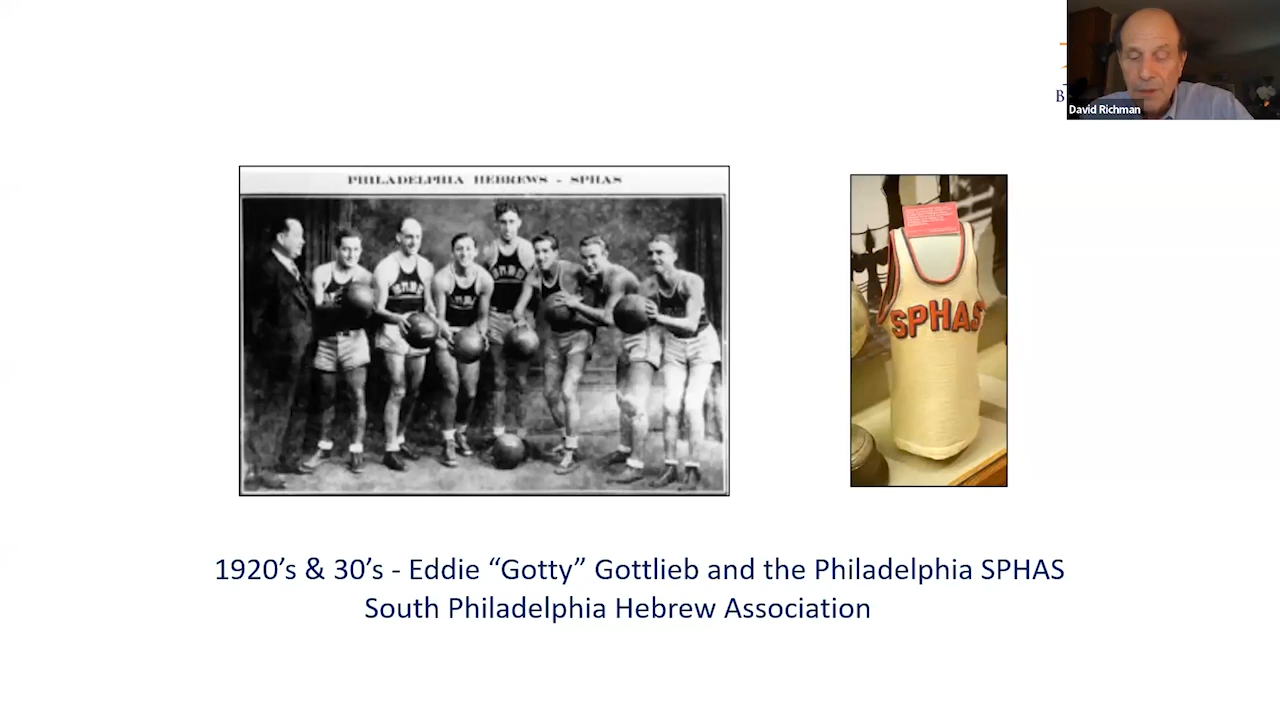 B
David Richman
PHILADELPHIA HEBREWS - SPHAS
SPHAS
1920's & 30's - Eddie “Gotty” Gottlieb and the Philadelphia SPHAS
South Philadelphia Hebrew Association